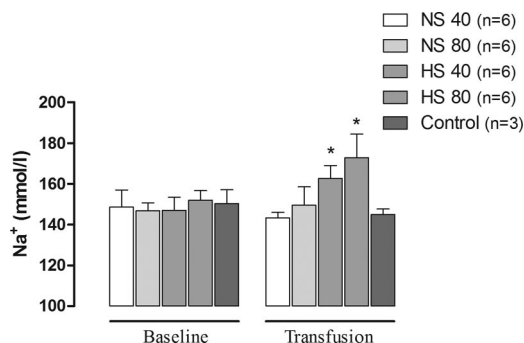 NS 40 (n=6)
NS 80 (n=6)
HS 40 (n=6)
HS 80 (n=6)
Control (n=3)
Na⁺ (mmol/l)
200
180
160
140
120
100
* *
Baseline Transfusion